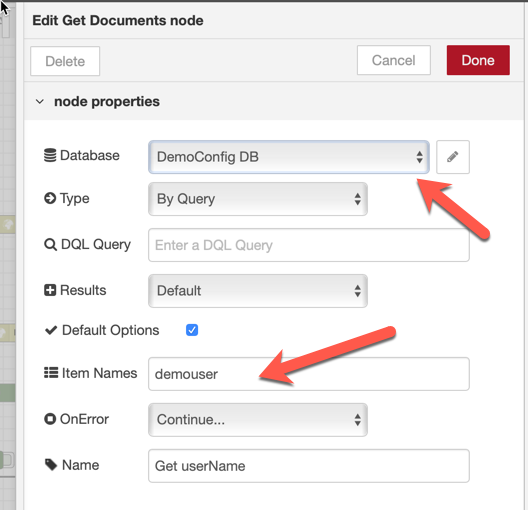 Edit Get Documents node
Delete
Cancel
Done
node properties
Database
DemoConfig DB
Type
By Query
DQL Query
Enter a DQL Query
Results
Default
Default Options
Item Names
demouser
OnError
Continue...
Name
Get userName